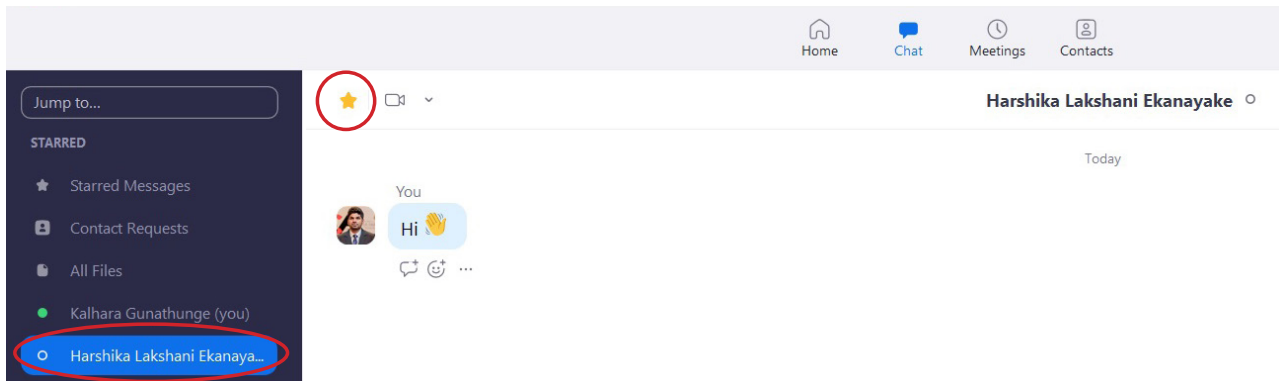 Home Chat Meetings Contacts
Jump to...
Harshika Lakshani Ekanayake
STARRED
Today
Starred Messages
You
Contact Requests
Hi 👋
All Files
Kalhara Gunathunge (you)
Harshika Lakshani Ekanaya...